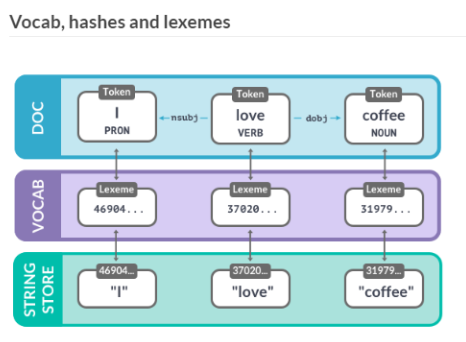 Vocab, hashes and lexemes
DOC
Token Token Token
I love coffee
nsubj dobj
PRON VERB NOUN
VOCAB
Lexeme Lexeme Lexeme
46904... 37020... 31979...
STRING
STORE
46904... 37020... 31979...
"I" "love" "coffee"